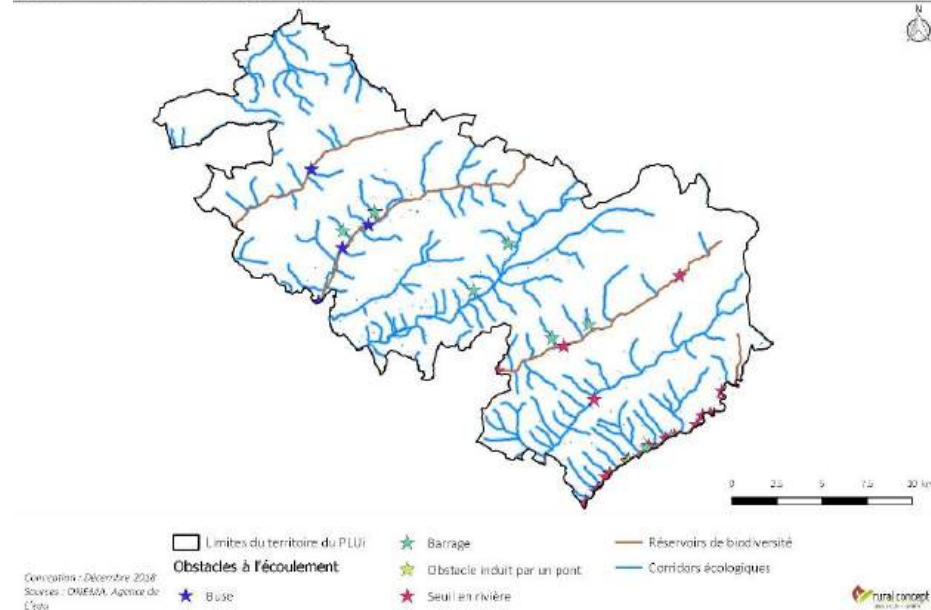 N
0 2.5 5 7.5 10 km
Limites du territoire du PLUi
Obstacles à l'écoulement
Buse
Barrage
Obstacle induit par un pont
Seuil en rivière
Réservoirs de biodiversité
Corridors écologiques
Conception : Décembre 2018
Sources : ONEMA, Agence de
L'eau
rural concept